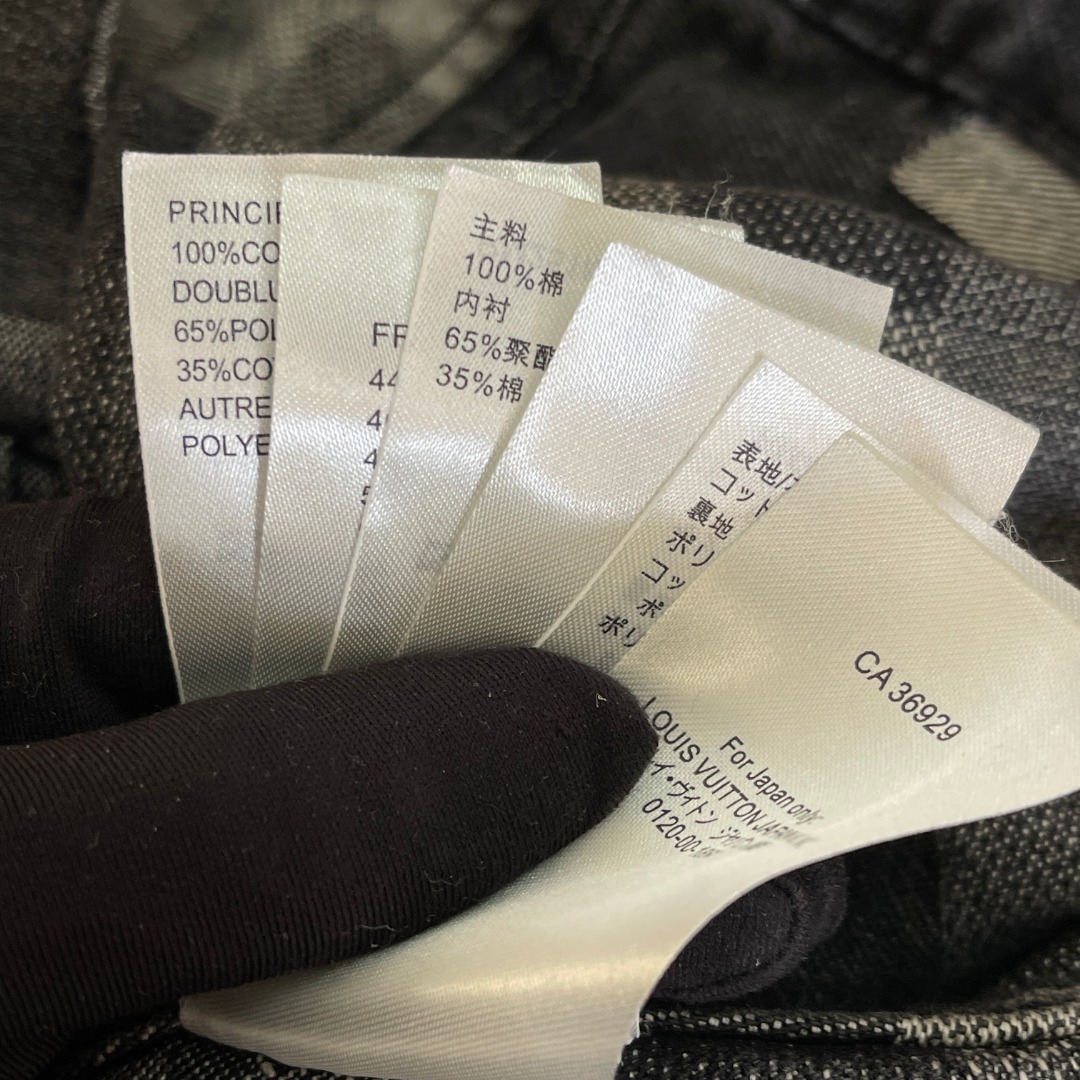 PRINCI
100%CO
DOUBLU
65%POL
35%CO
AUTRE
POLYE
FR
44
4
4
主料
100%棉
内衬
65%聚酯
35%棉
表地/
コット
裏地
ポリ
コッ
ポ
ポリ
CA 36929
For Japan only
LOUIS VUITTON JAPAN
イ・ヴィトン
0120-00-